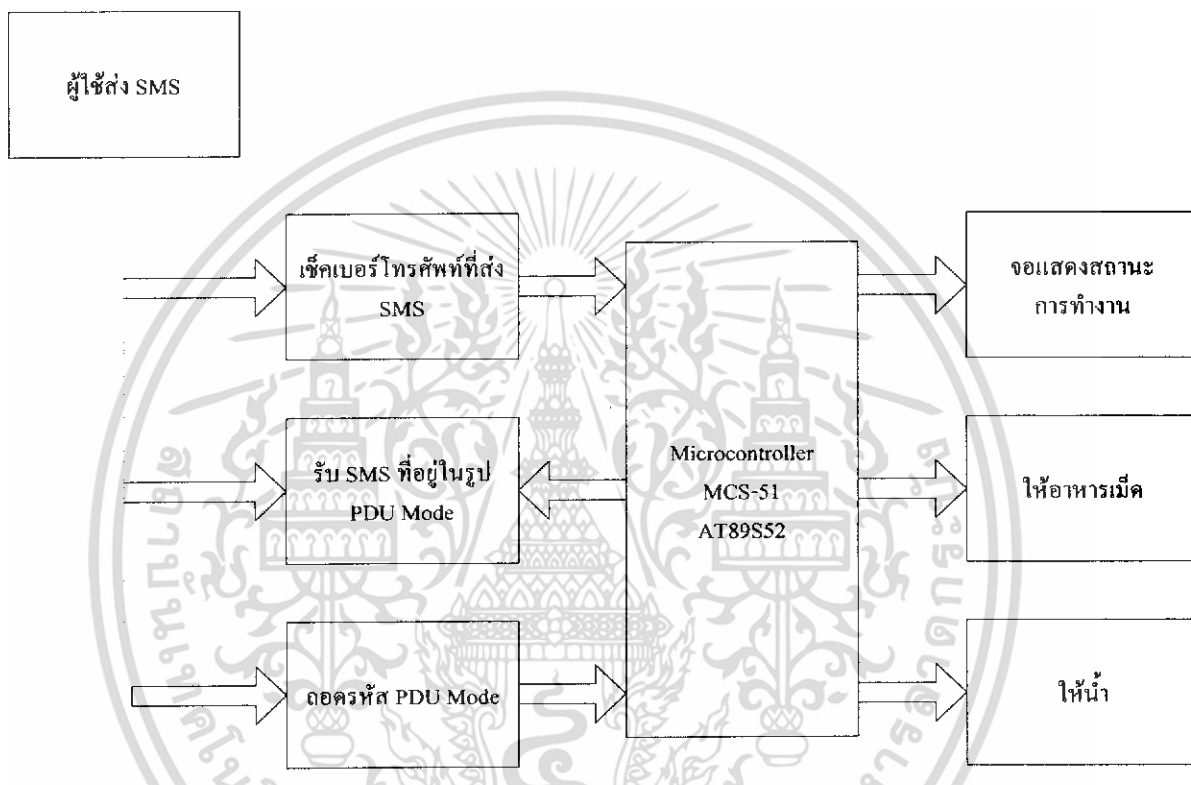 ผู้ใช้ส่ง SMS
เช็คเบอร์โทรศัพท์ที่ส่ง
SMS
จอแสดงสถานะ
การทำงาน
รับ SMS ที่อยู่ในรูป
PDU Mode
Microcontroller
MCS-51
AT89S52
ให้อาหารเม็ด
ถอดรหัส PDU Mode
ให้น้ำ